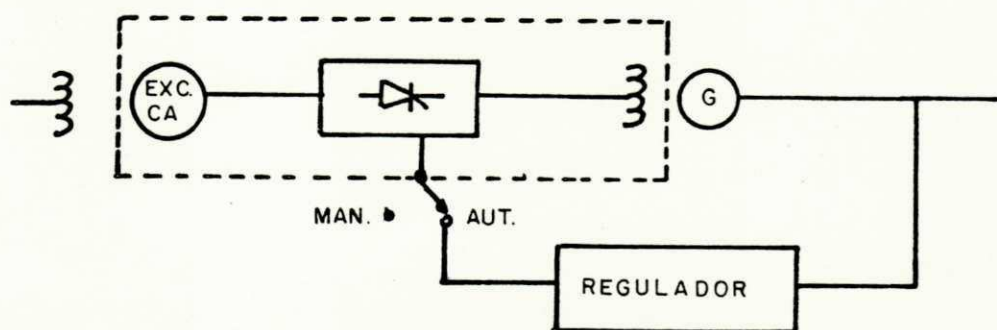 EXC.
CA
G
MAN.
AUT.
REGULADOR